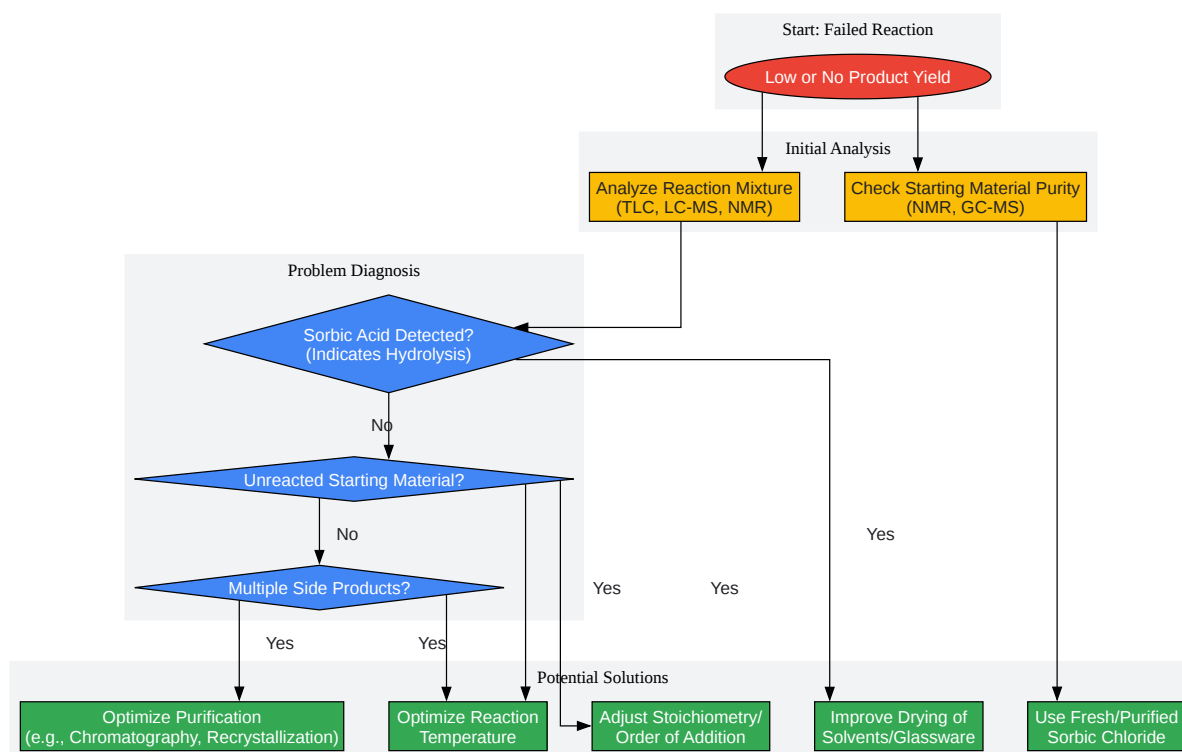 Start: Failed Reaction
Low or No Product Yield
Initial Analysis
Analyze Reaction Mixture
(TLC, LC-MS, NMR)
Check Starting Material Purity
(NMR, GC-MS)
Problem Diagnosis
Sorbic Acid Detected?
(Indicates Hydrolysis)
No
Unreacted Starting Material?
No
Yes
Multiple Side Products?
Yes
Yes
Yes
Yes
Potential Solutions
Optimize Purification
(e.g., Chromatography, Recrystallization)
Optimize Reaction
Temperature
Adjust Stoichiometry/
Order of Addition
Improve Drying of
Solvents/Glassware
Use Fresh/Purified
Sorbic Chloride